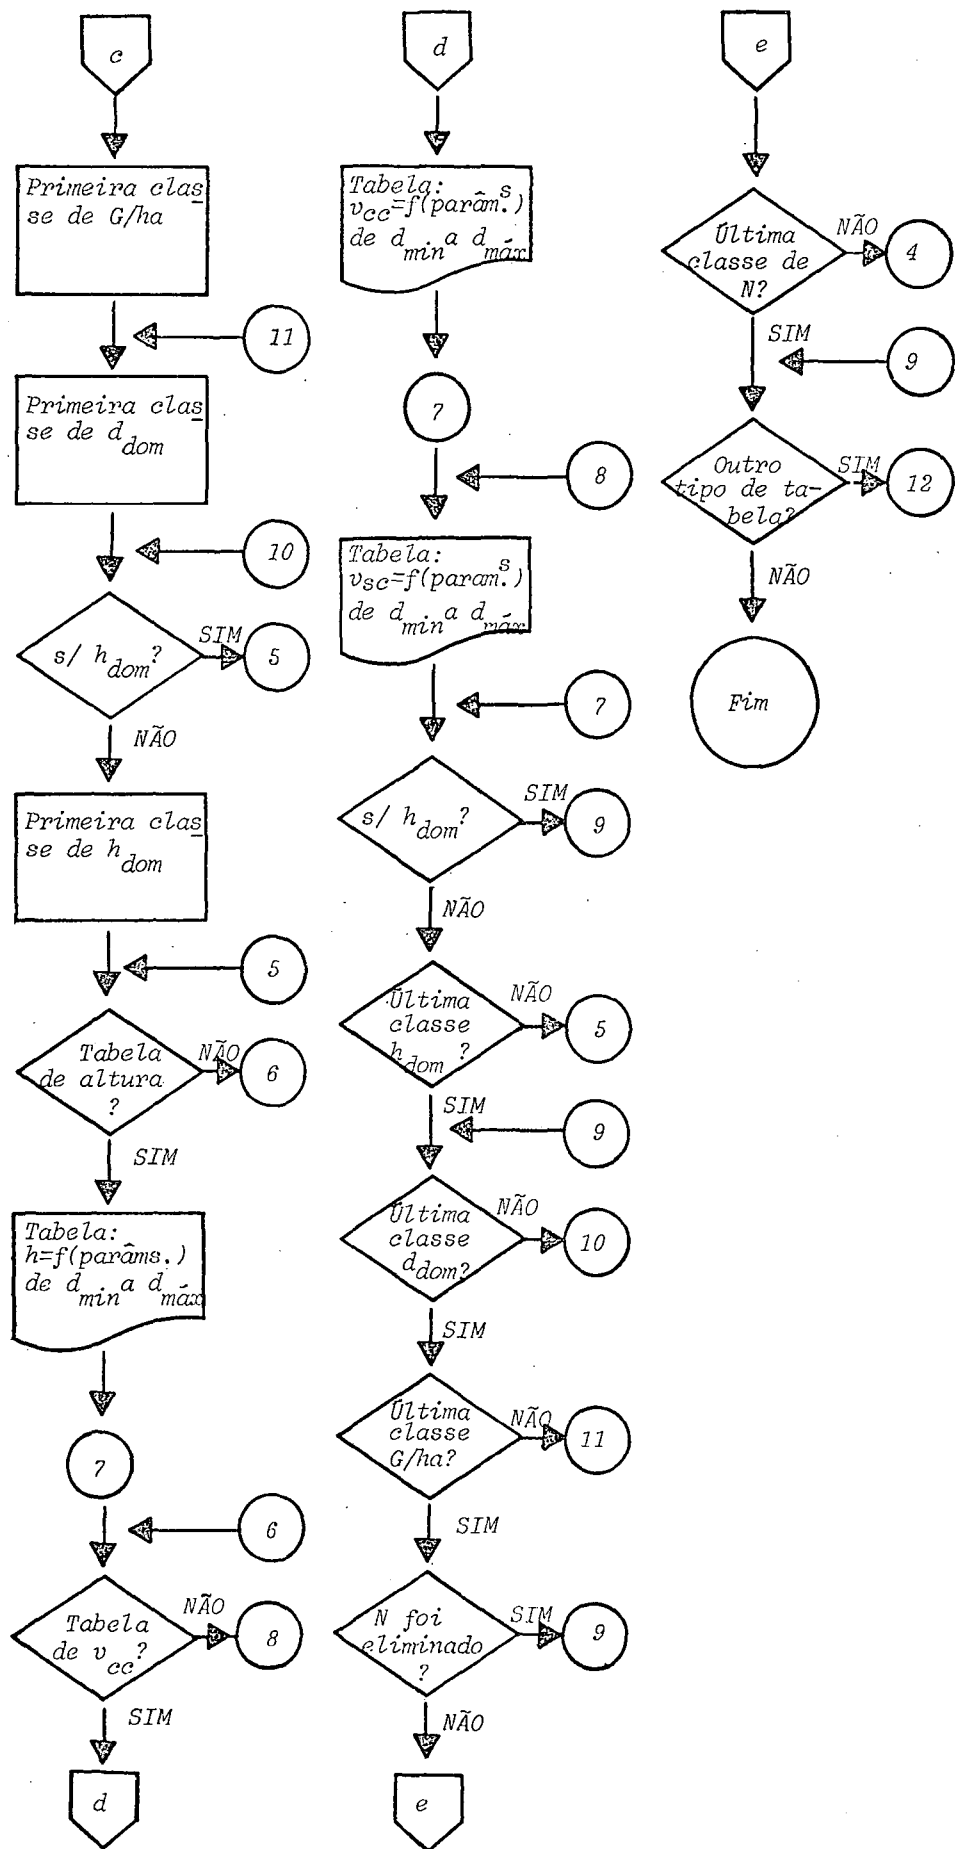 c
Primeira clas
se de G/ha
11
Primeira clas
se de d dom
10
s/ h dom?
SIM
5
NÃO
Primeira clas
se de h dom
5
Tabela
de altura
?
NÃO
6
SIM
Tabela:
h=f(parâms.)
de d min a d máx
7
6
Tabela
de v cc?
NÃO
8
SIM
d
d
Tabela:
vcc=f(parâm.s)
de d min a d máx
7
8
Tabela:
vsc=f(param.s)
de d min a d máx
7
s/ h dom?
SIM
9
NÃO
Última
classe
h dom ?
NÃO
5
SIM
9
Última
classe
d dom?
NÃO
10
SIM
Última
classe
G/ha?
NÃO
11
SIM
N foi
eliminado
?
SIM
9
NÃO
e
e
Última
classe de
N?
NÃO
4
SIM
9
Outro
tipo de ta-
bela?
SIM
12
NÃO
Fim